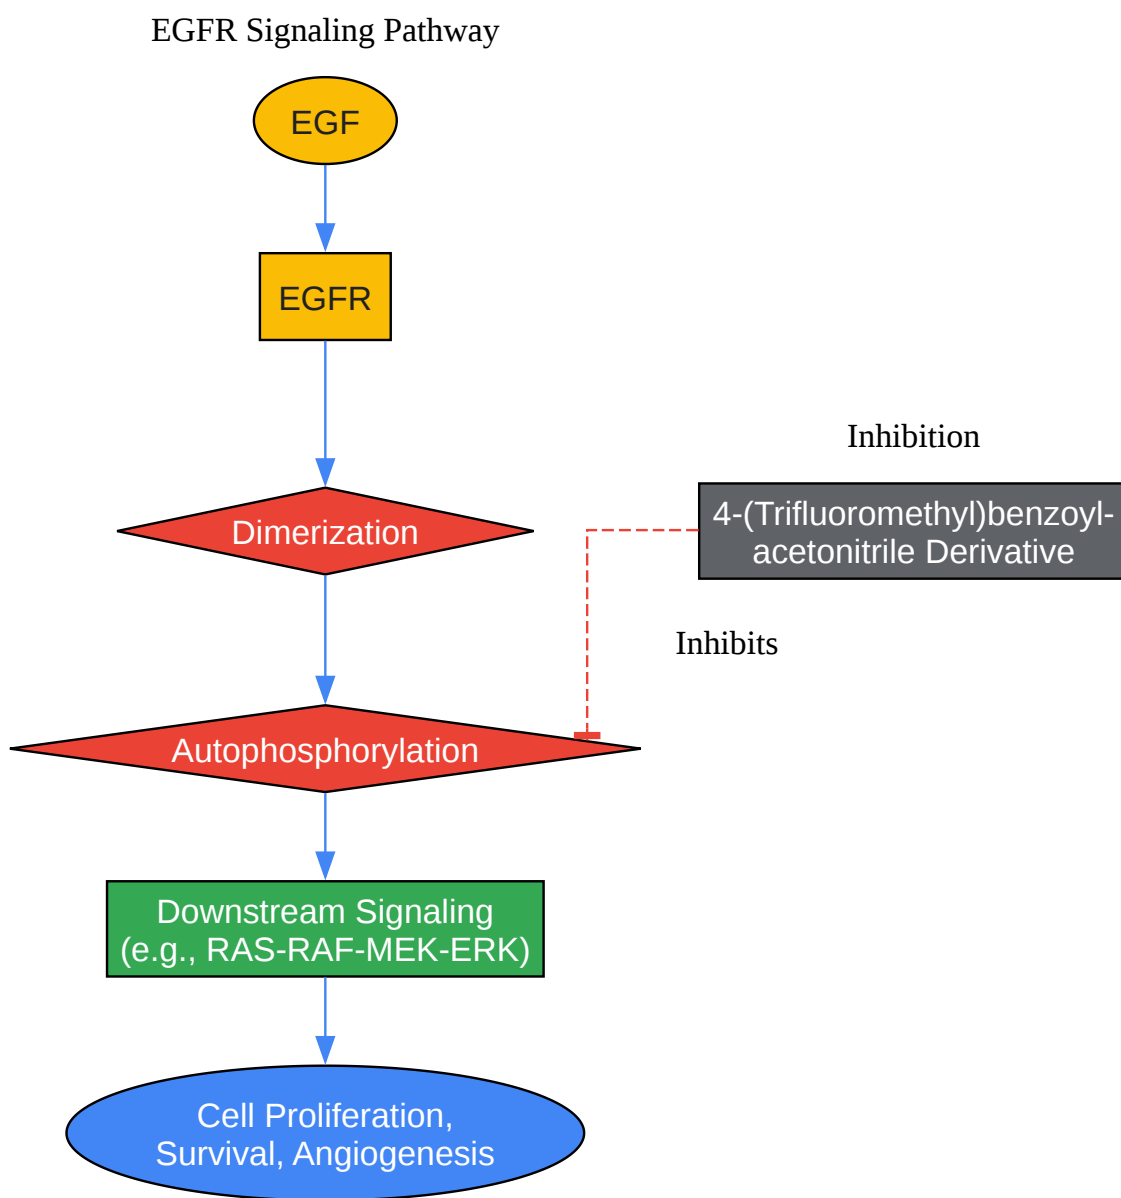 EGFR Signaling Pathway
EGF
EGFR
Inhibition
Dimerization
4-(Trifluoromethyl)benzoyl-
acetonitrile Derivative
Inhibits
Autophosphorylation
Downstream Signaling
(e.g., RAS-RAF-MEK-ERK)
Cell Proliferation,
Survival, Angiogenesis